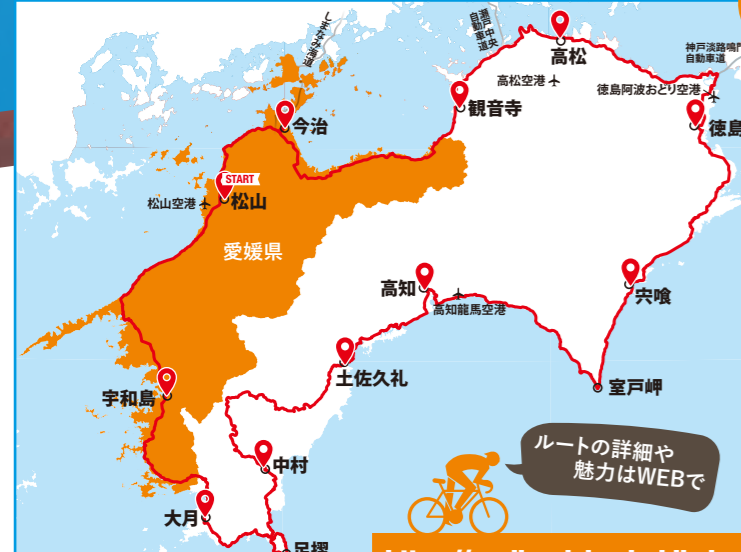 しまなみ海道
瀬戸中央
自動車道
高松
神戸淡路鳴門
自動車道
高松空港
徳島阿波おどり空港
観音寺
徳島
今治
START
松山空港
松山
愛媛県
高知
高知龍馬空港
宍喰
土佐久礼
室戸岬
宇和島
中村
ルートの詳細や
魅力はWEBで
大月
足摺